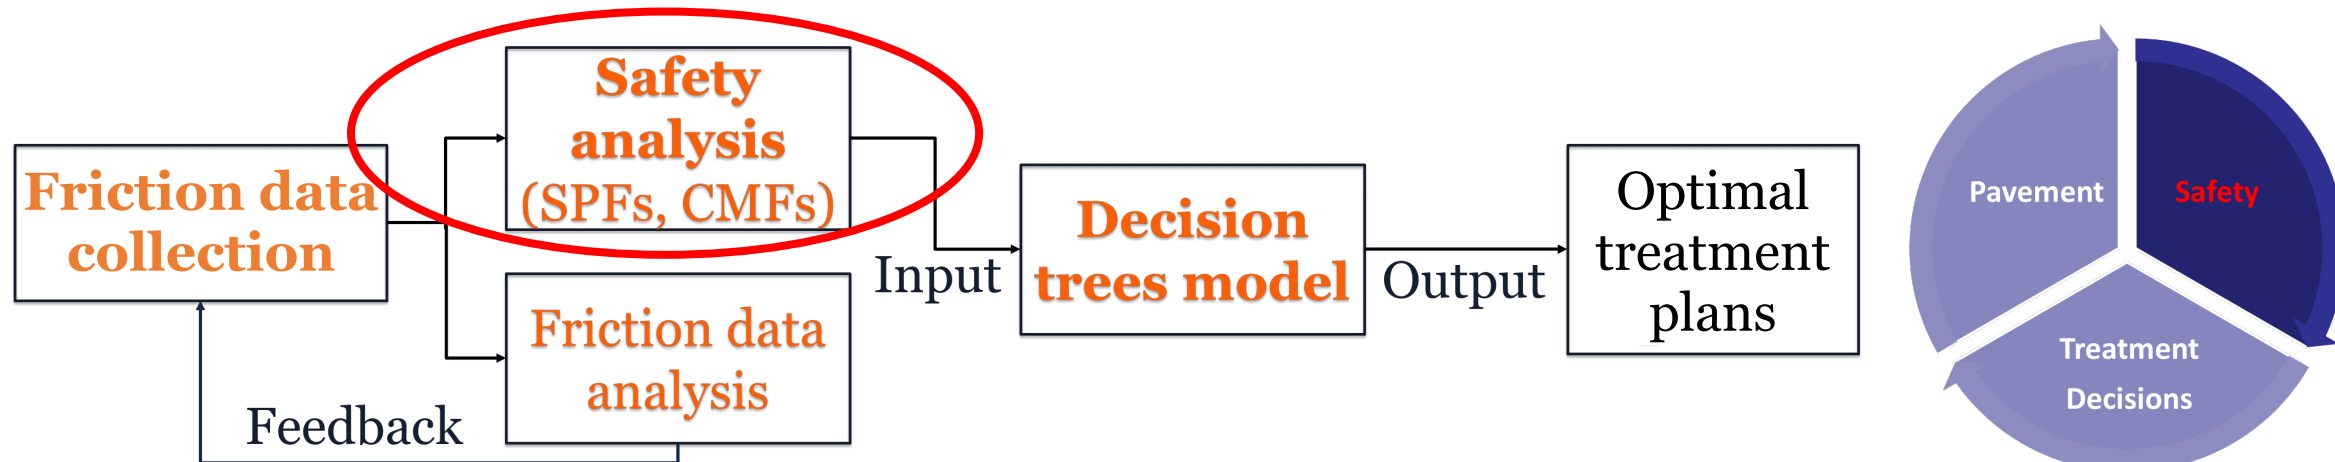 Friction data
collection
Safety
analysis
(SPFs, CMFs)
Friction data
analysis
Feedback
Input
Decision
trees model
Output
Optimal
treatment
plans
Pavement
Safety
Treatment
Decisions